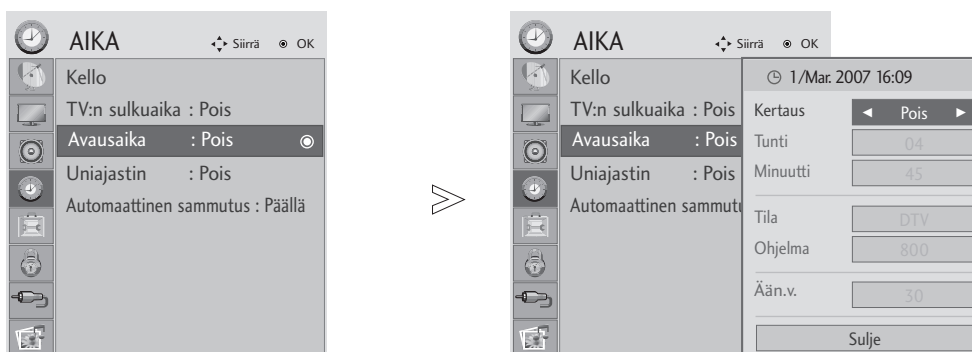 AIKA Siirrä OK
Kello
TV:n sulkuaika : Pois
Avausaika : Pois
Uniajastin : Pois
Automaattinen sammutus : Päällä
AIKA Siirrä OK
Kello
TV:n sulkuaika : Pois
Avausaika : Pois
Uniajastin : Pois
Automaattinen sammutu
1/Mar. 2007 16:09
Kertaus ◄ Pois ►
Tunti 04
Minuutti 45
Tila DTV
Ohjelma 800
Ään.v. 30
Sulje